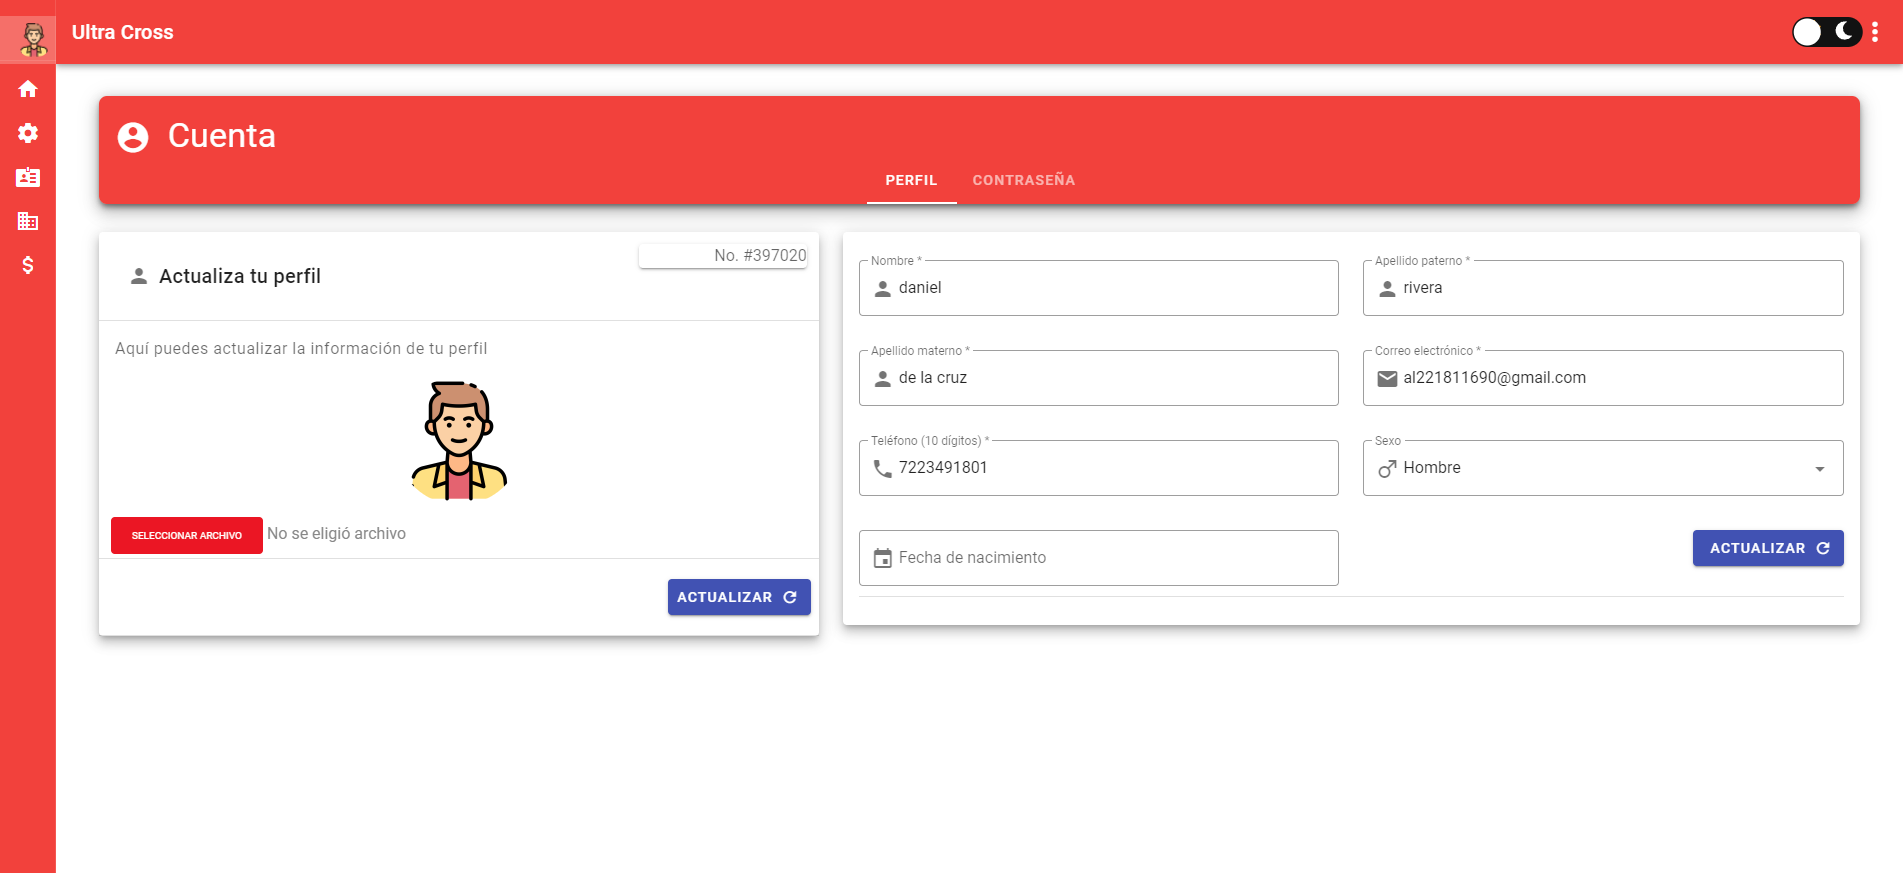 Ultra Cross
Cuenta
PERFIL CONTRASEÑA
No. #397020
Actualiza tu perfil
Aquí puedes actualizar la información de tu perfil
SELECCIONAR ARCHIVO No se eligió archivo
ACTUALIZAR
Nombre *
daniel
Apellido paterno *
rivera
Apellido materno *
de la cruz
Correo electrónico *
al221811690@gmail.com
Teléfono (10 dígitos) *
7223491801
Sexo
Hombre
Fecha de nacimiento
ACTUALIZAR